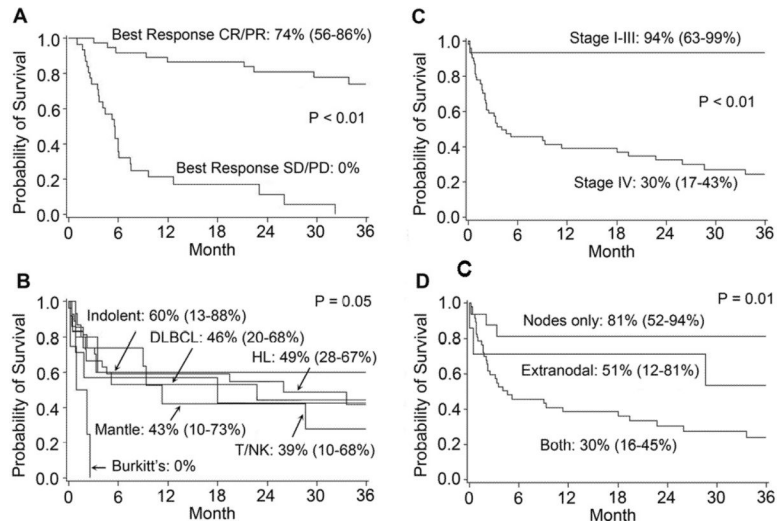 A
Probability of Survival
1.0
0.8
0.6
0.4
0.2
0.0
Best Response CR/PR: 74% (56-86%)
P < 0.01
Best Response SD/PD: 0%
0 6 12 18 24 30 36
Month
C
Probability of Survival
1.0
0.8
0.6
0.4
0.2
0.0
Stage I-III: 94% (63-99%)
P < 0.01
Stage IV: 30% (17-43%)
0 6 12 18 24 30 36
Month
B
Probability of Survival
1.0
0.8
0.6
0.4
0.2
0.0
P = 0.05
Indolent: 60% (13-88%)
DLBCL: 46% (20-68%)
HL: 49% (28-67%)
Mantle: 43% (10-73%)
T/NK: 39% (10-68%)
Burkitt's: 0%
0 6 12 18 24 30 36
Month
D
C
Probability of Survival
1.0
0.8
0.6
0.4
0.2
0.0
P = 0.01
Nodes only: 81% (52-94%)
Extranodal: 51% (12-81%)
Both: 30% (16-45%)
0 6 12 18 24 30 36
Month